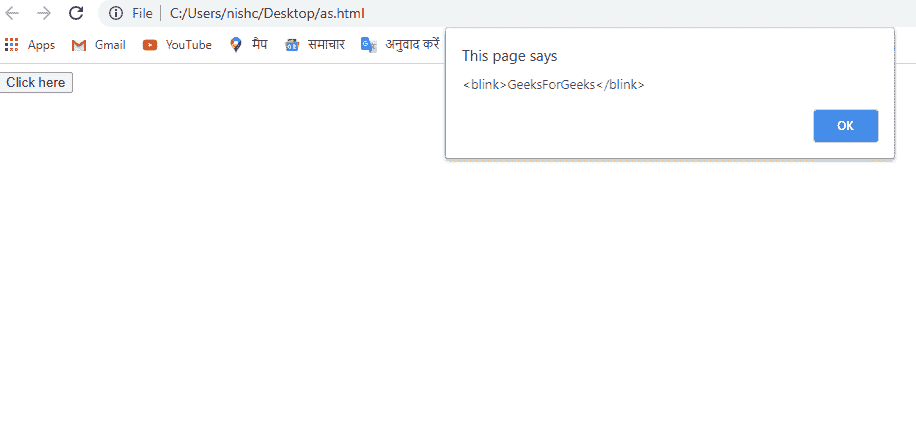 File C:/Users/nishc/Desktop/as.html
Apps Gmail YouTube मैप समाचार अनुवाद करें
This page says
<blink>GeeksForGeeks</blink>
OK
Click here